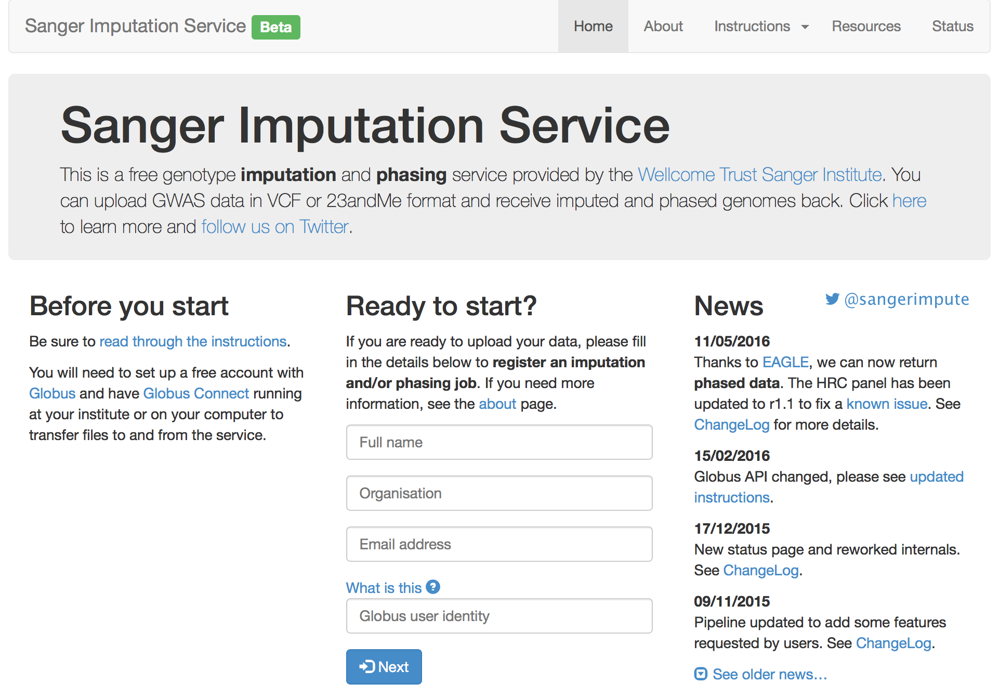 Sanger Imputation Service Beta
Home About Instructions Resources Status
Sanger Imputation Service
This is a free genotype imputation and phasing service provided by the Wellcome Trust Sanger Institute. You
can upload GWAS data in VCF or 23andMe format and receive imputed and phased genomes back. Click here
to learn more and follow us on Twitter.
Before you start
Be sure to read through the instructions.
You will need to set up a free account with
Globus and have Globus Connect running
at your institute or on your computer to
transfer files to and from the service.
Ready to start?
If you are ready to upload your data, please fill
in the details below to register an imputation
and/or phasing job. If you need more
information, see the about page.
Full name
Organisation
Email address
What is this ?
Globus user identity
Next
News
@sangerimpute
11/05/2016
Thanks to EAGLE, we can now return
phased data. The HRC panel has been
updated to r1.1 to fix a known issue. See
ChangeLog for more details.
15/02/2016
Globus API changed, please see updated
instructions.
17/12/2015
New status page and reworked internals.
See ChangeLog.
09/11/2015
Pipeline updated to add some features
requested by users. See ChangeLog.
See older news...